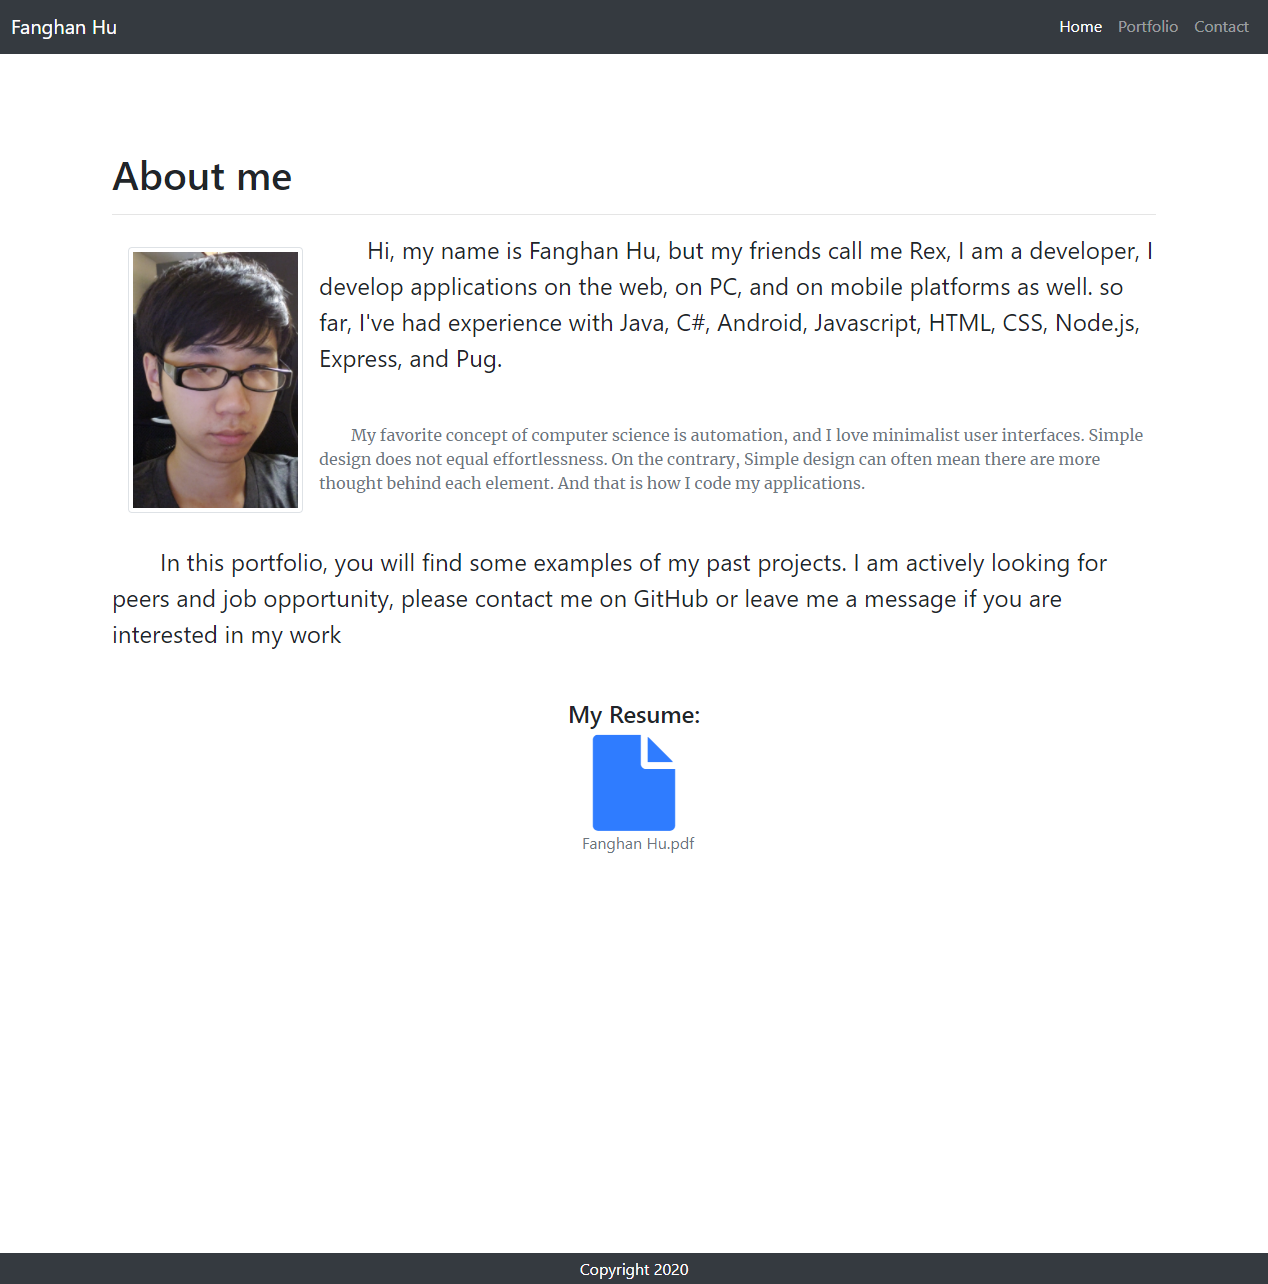 Fanghan Hu
Home Portfolio Contact
About me
Hi, my name is Fanghan Hu, but my friends call me Rex, I am a developer, I
develop applications on the web, on PC, and on mobile platforms as well. so
far, I've had experience with Java, C#, Android, Javascript, HTML, CSS, Node.js,
Express, and Pug.
My favorite concept of computer science is automation, and I love minimalist user interfaces. Simple
design does not equal effortlessness. On the contrary, Simple design can often mean there are more
thought behind each element. And that is how I code my applications.
In this portfolio, you will find some examples of my past projects. I am actively looking for
peers and job opportunity, please contact me on GitHub or leave me a message if you are
interested in my work
My Resume:
Fanghan Hu.pdf
Copyright 2020